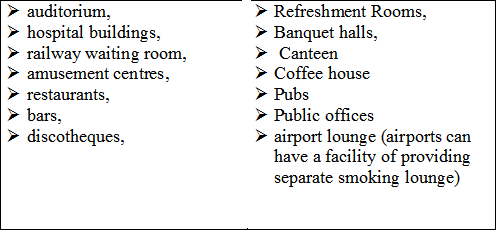 ➢ auditorium,
➢ hospital buildings,
➢ railway waiting room,
➢ amusement centres,
➢ restaurants,
➢ bars,
➢ discotheques,
➢ Refreshment Rooms,
➢ Banquet halls,
➢ Canteen
➢ Coffee house
➢ Pubs
➢ Public offices
➢ airport lounge (airports can
have a facility of providing
separate smoking lounge)